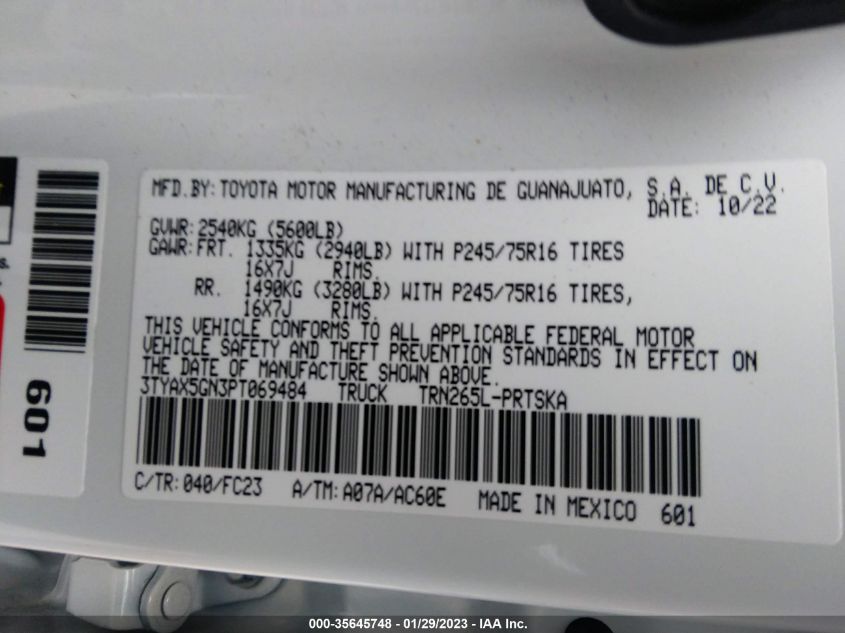 MFD.BY:TOYOTA MOTOR MANUFACTURING DE GUANAJUATO, S.A. DE C.V.
DATE: 10/22
GVWR:2540KG (5600LB)
GAWR:FRT. 1335KG (2940LB) WITH P245/75R16 TIRES
16X7J RIMS.
RR. 1490KG (3280LB) WITH P245/75R16 TIRES,
16X7J RIMS.
THIS VEHICLE CONFORMS TO ALL APPLICABLE FEDERAL MOTOR
VEHICLE SAFETY AND THEFT PREVENTION STANDARDS IN EFFECT ON
THE DATE OF MANUFACTURE SHOWN ABOVE.
3TYAX5GN3PT069484 TRUCK TRN265L-PRTSKA
C/TR:040/FC23 A/TM:A07A/AC60E MADE IN MEXICO 601
601
s.
000-35645748 - 01/29/2023 - IAA Inc.